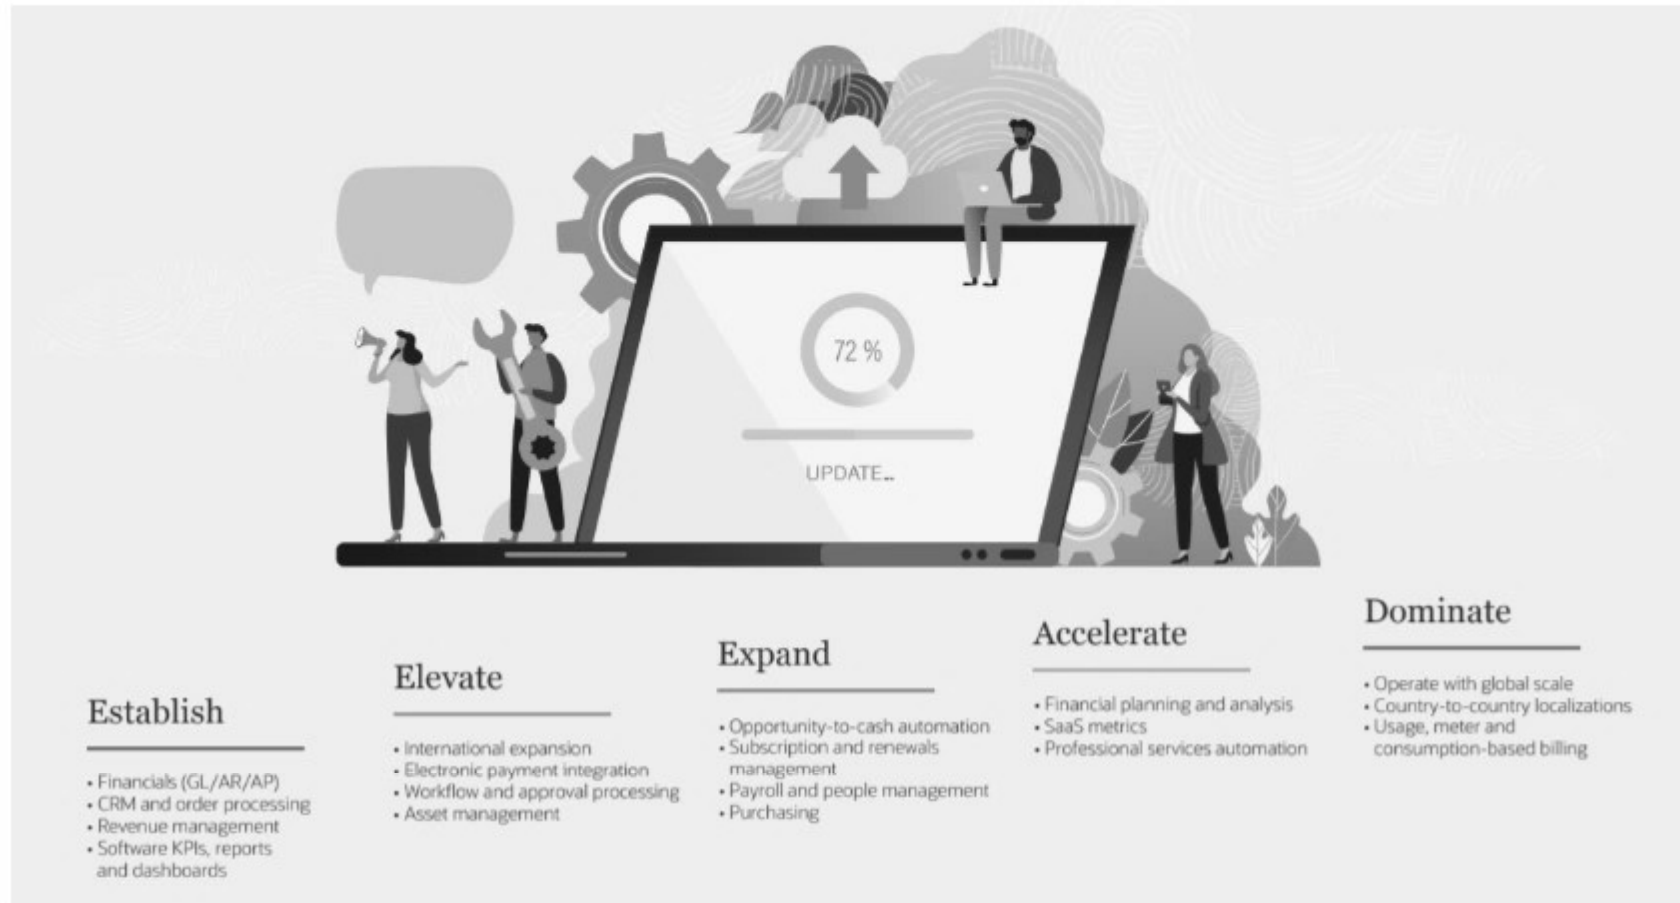 72 %
UPDATE...
Establish
• Financials (GL/AR/AP)
• CRM and order processing
• Revenue management
• Software KPIs, reports
and dashboards
Elevate
• International expansion
• Electronic payment integration
• Workflow and approval processing
• Asset management
Expand
• Opportunity-to-cash automation
• Subscription and renewals
management
• Payroll and people management
• Purchasing
Accelerate
• Financial planning and analysis
• SaaS metrics
• Professional services automation
Dominate
• Operate with global scale
• Country-to-country localizations
• Usage, meter and
consumption-based billing